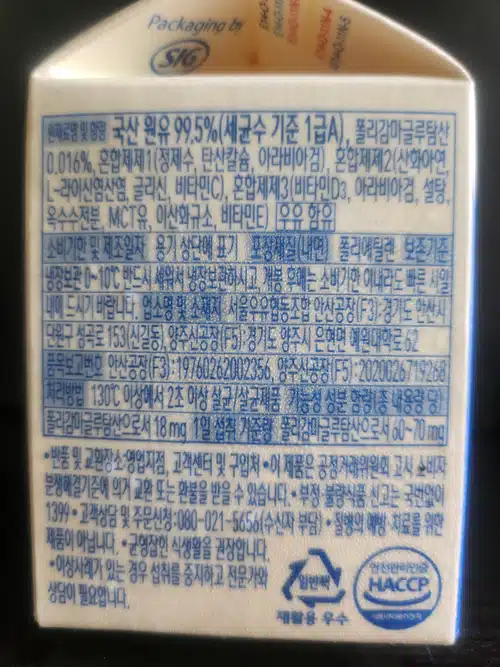 Packaging by
SIG
원재료명 및 함량 국산 원유 99.5%(세균수 기준 1급A), 폴리감마글루탐산
0.016%, 혼합제제1(정제수, 탄산칼슘, 아라비아검) 혼합제제2(산화아연,
L-라이신염산염, 글리신, 비타민C), 혼합제제3(비타민D3, 아라비아검, 설탕,
옥수수전분, MCT유, 이산화규소, 비타민E) 우유 함유
소비기한 및 제조일자 용기 상단에 표기 포장재질(내면) 폴리에틸렌 보존기준
냉장보관 0~10℃ 반드시 세워서 냉장보관하시고, 개봉 후에는 소비기한 이내라도 빠른 시일
내에 드시기 바랍니다. 업소명 및 소재지 서울우유협동조합 안산공장(F3):경기도 안산시
단원구 성곡로 153(신길동), 양주신공장(F5):경기도 양주시 은현면 예원대학로 62
품목보고번호 안산공장(F3):19760262002356, 양주신공장(F5):2020026719268
처리방법 130℃ 이상에서 2초 이상 살균/살균제품 기능성 성분 함량(총 내용량 당)
폴리감마글루탐산으로서 18mg 1일 섭취 기준량 폴리감마글루탐산으로서 60~70mg
•반품 및 교환장소:영업지점, 고객센터 및 구입처 •이 제품은 공정거래위원회 고시 소비자
분쟁해결기준에 의거 교환 또는 환불을 받을 수 있습니다. •부정·불량식품 신고는 국번없이
1399 •고객상담 및 주문신청:080-021-5656(수신자 부담) •질병의 예방·치료를 위한
제품이 아닙니다. •균형잡인 식생활을 권장합니다.
•이상사례가 있는 경우 섭취를 중지하고 전문가와
상담이 필요합니다.
일반팩
재활용 우수
안전관리인증
HACCP
식품의약품안전처